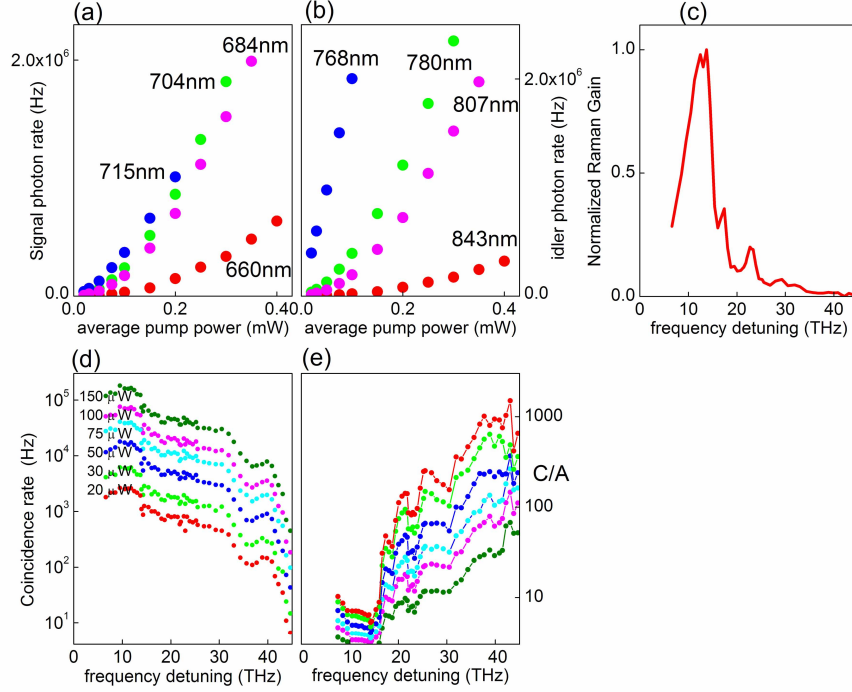 (a)
(b)
(c)
684nm
704nm
715nm
660nm
2.0x10⁶
0.0
0.0 0.2 0.4
Signal photon rate (Hz)
average pump power (mW)
768nm
780nm
807nm
843nm
2.0x10⁶
0.0
0.0 0.2 0.4
idler photon rate (Hz)
average pump power (mW)
1.0
0.5
0.0
0 10 20 30 40
Normalized Raman Gain
frequency detuning (THz)
(d)
(e)
10⁵
10⁴
10³
10²
10¹
150 μW
100 μW
75 μW
50 μW
30 μW
20 μW
Coincidence rate (Hz)
0 10 20 30 40
frequency detuning (THz)
1000
C/A
100
10
0 10 20 30 40
frequency detuning (THz)